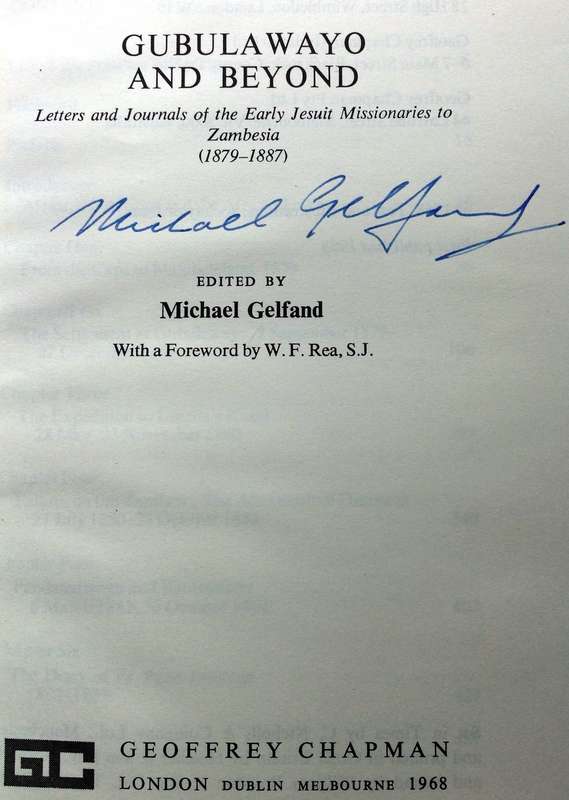 GUBULAWAYO
AND BEYOND
Letters and Journals of the Early Jesuit Missionaries to
Zambesia
(1879-1887)
Michael Gelfand
EDITED BY
Michael Gelfand
With a Foreword by W. F. Rea, S.J.
GC GEOFFREY CHAPMAN
LONDON DUBLIN MELBOURNE 1968